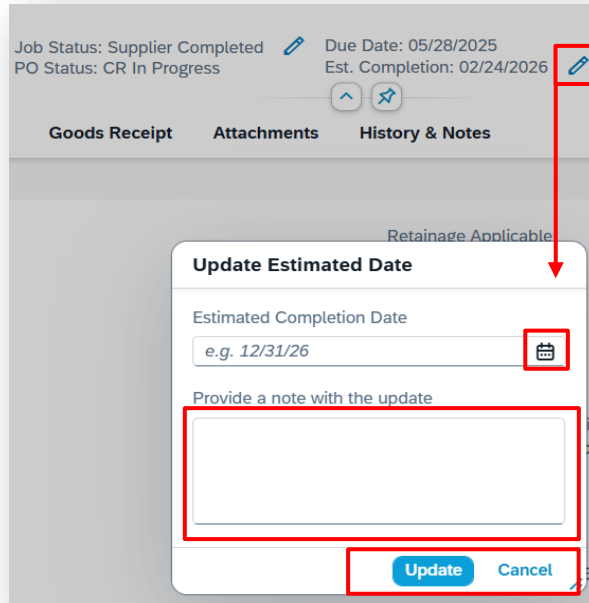 Job Status: Supplier Completed
Due Date: 05/28/2025
PO Status: CR In Progress
Est. Completion: 02/24/2026
Goods Receipt Attachments History & Notes
Retainage Applicable
Update Estimated Date
Estimated Completion Date
e.g. 12/31/26
Provide a note with the update
Update Cancel